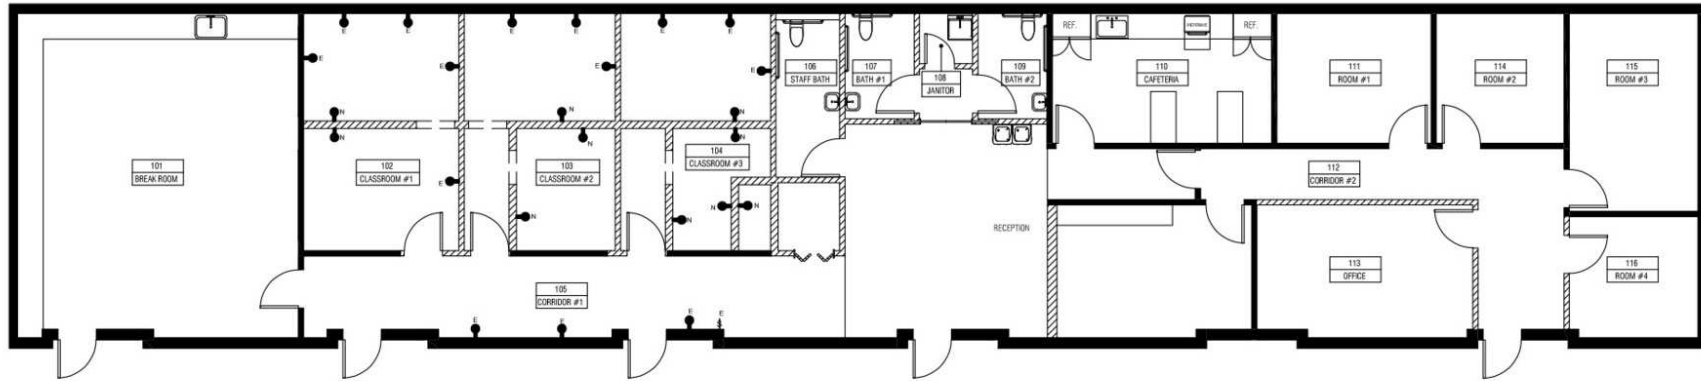 E
E
E
E
E
E
E
E
E
E
N
N
N
N
N
101
BREAK ROOM
102
CLASSROOM #1
E
103
CLASSROOM #2
N
104
CLASSROOM #3
N
N
N
N
105
CORRIDOR #1
E
E
E
E
106
STAFF BATH
107
BATH #1
108
JANITOR
109
BATH #2
REF.
MICROWAVE
REF.
110
CAFETERIA
111
ROOM #1
114
ROOM #2
115
ROOM #3
112
CORRIDOR #2
RECEPTION
113
OFFICE
116
ROOM #4